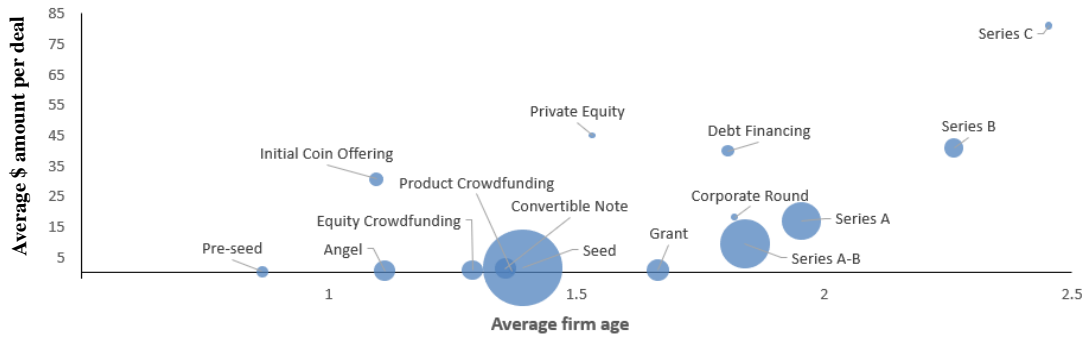 Average $ amount per deal
85
75
65
55
45
35
25
15
5
Series C
Private Equity
Debt Financing
Series B
Initial Coin Offering
Product Crowdfunding
Convertible Note
Corporate Round
Equity Crowdfunding
Series A
Pre-seed
Angel
Seed
Grant
Series A-B
1
1.5
2
2.5
Average firm age